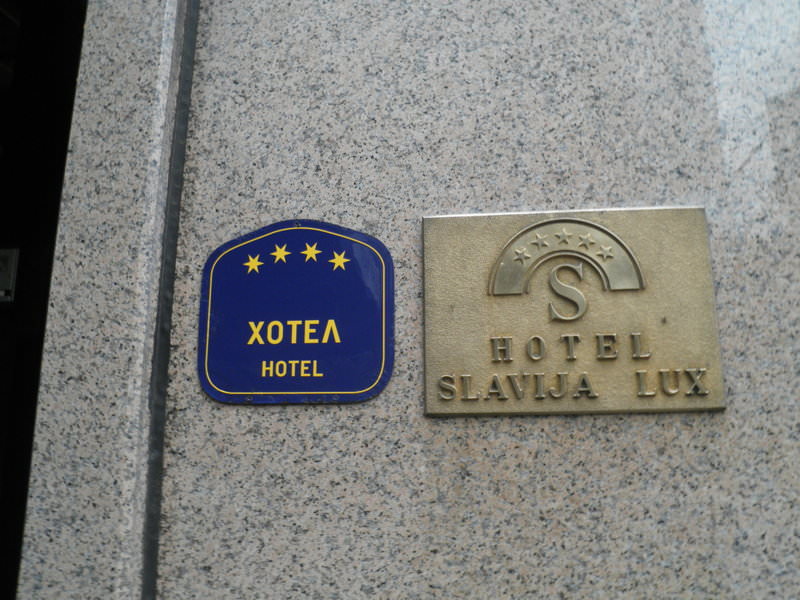 ХОТЕЛ
HOTEL
S
HOTEL
SLAVIJA LUX